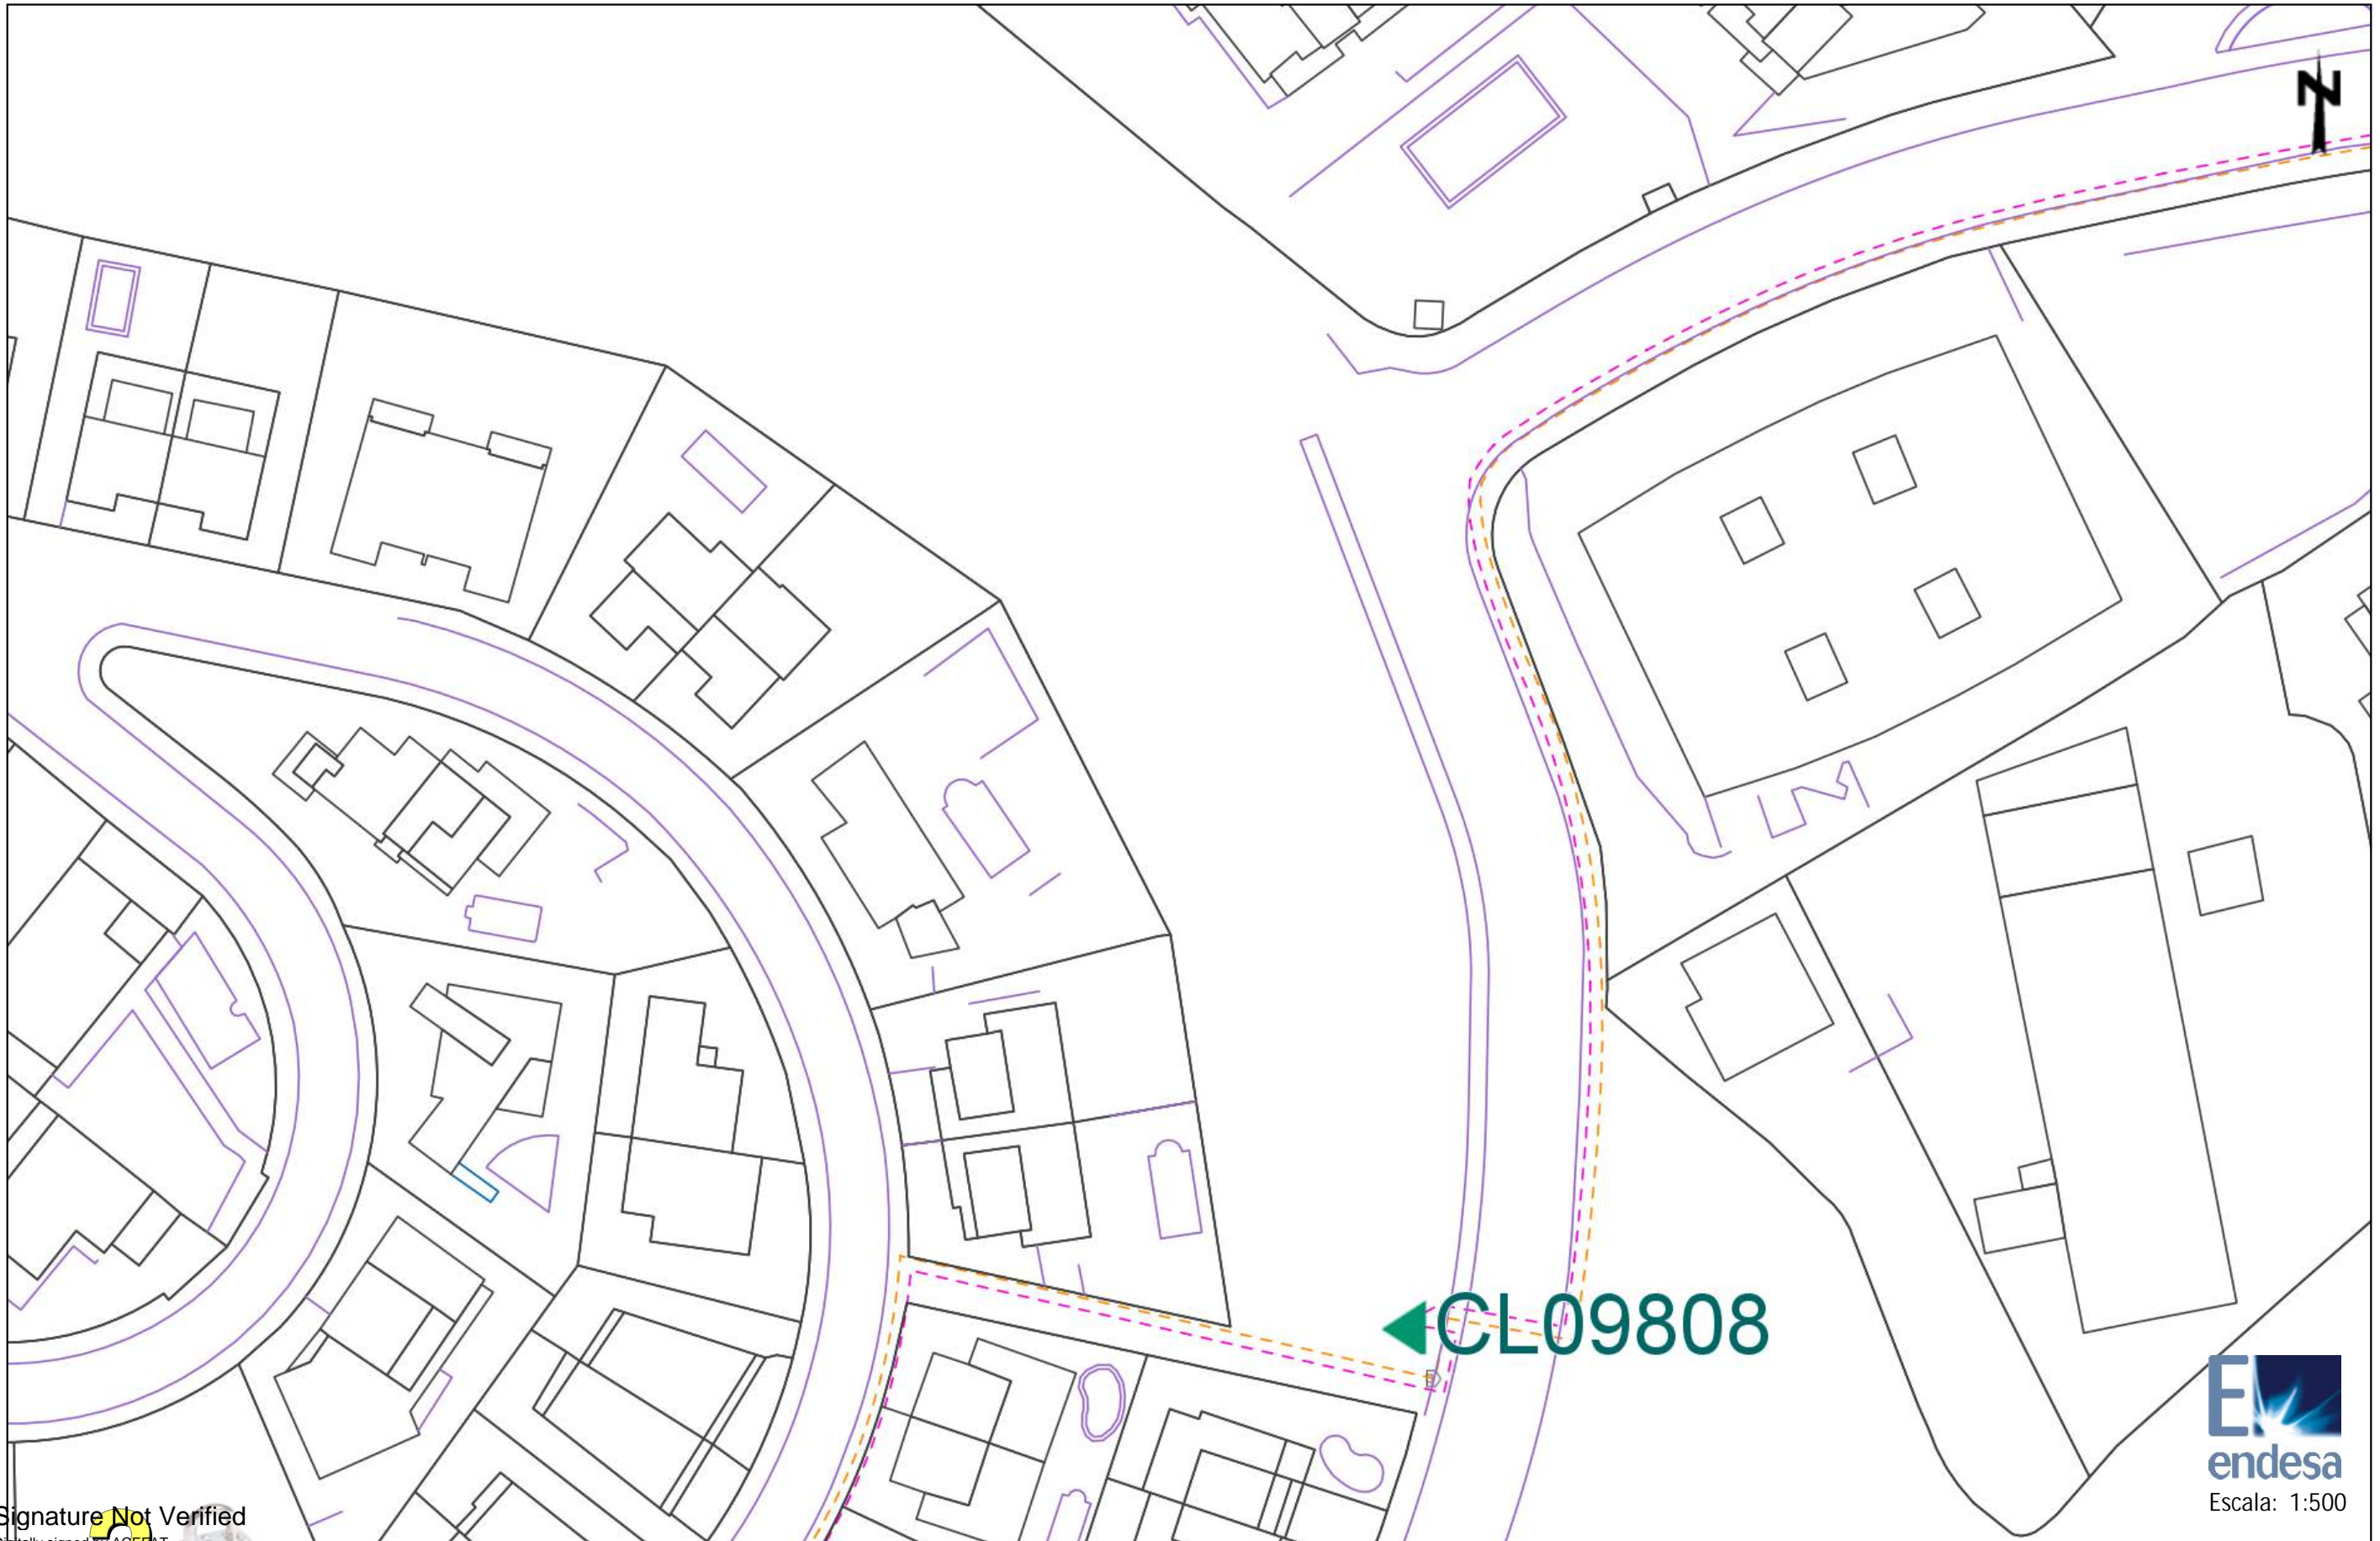 N
CL09808
E
endesa
Escala: 1:500
Signature Not Verified